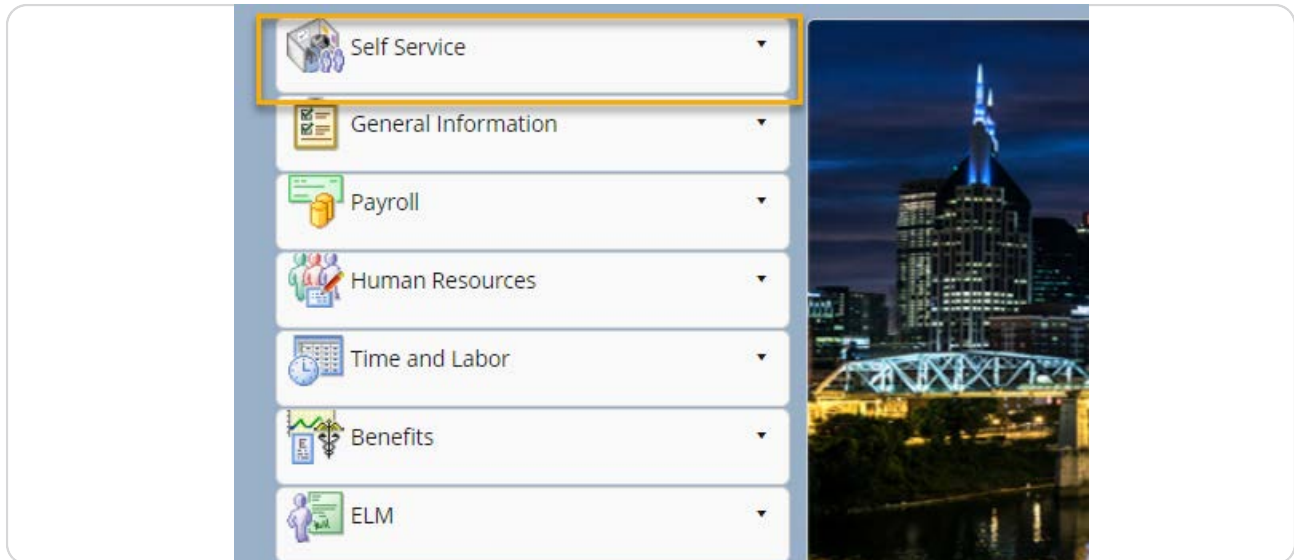 Self Service
General Information
Payroll
Human Resources
Time and Labor
Benefits
ELM